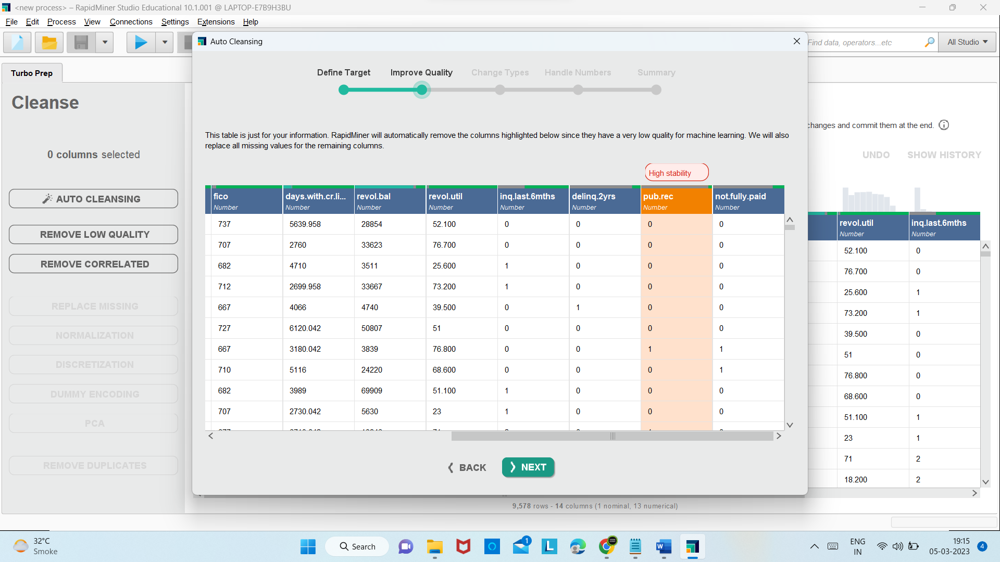 <new process> – RapidMiner Studio Educational 10.1.001 @ LAPTOP-E7B9H3BU
File Edit Process View Connections Settings Extensions Help
Find data, operators...etc
All Studio
Auto Cleansing
Turbo Prep
Define Target
Improve Quality
Change Types
Handle Numbers
Summary
Cleanse
changes and commit them at the end.
This table is just for your information. RapidMiner will automatically remove the columns highlighted below since they have a very low quality for machine learning. We will also
replace all missing values for the remaining columns.
0 columns selected
UNDO SHOW HISTORY
High stability
AUTO CLEANSING
REMOVE LOW QUALITY
REMOVE CORRELATED
REPLACE MISSING
NORMALIZATION
DISCRETIZATION
DUMMY ENCODING
PCA
REMOVE DUPLICATES
fico days.with.cr.li... revol.bal revol.util inq.last.6mths delinq.2yrs pub.rec not.fully.paid
Number Number Number Number Number Number Number Number
737 5639.958 28854 52.100 0 0 0 0
707 2760 33623 76.700 0 0 0 0
682 4710 3511 25.600 1 0 0 0
712 2699.958 33667 73.200 1 0 0 0
667 4066 4740 39.500 0 1 0 0
727 6120.042 50807 51 0 0 0 0
667 3180.042 3839 76.800 0 0 1 1
710 5116 24220 68.600 0 0 0 1
682 3989 69909 51.100 1 0 0 0
707 2730.042 5630 23 1 0 0 0
BACK
NEXT
revol.util inq.last.6mths
Number Number
52.100 0
76.700 0
25.600 1
73.200 1
39.500 0
51 0
76.800 0
68.600 0
51.100 1
23 1
71 2
18.200 2
9,578 rows - 14 columns (1 nominal, 13 numerical)
32°C
Smoke
Search
1
ENG
IN
19:15
05-03-2023
4